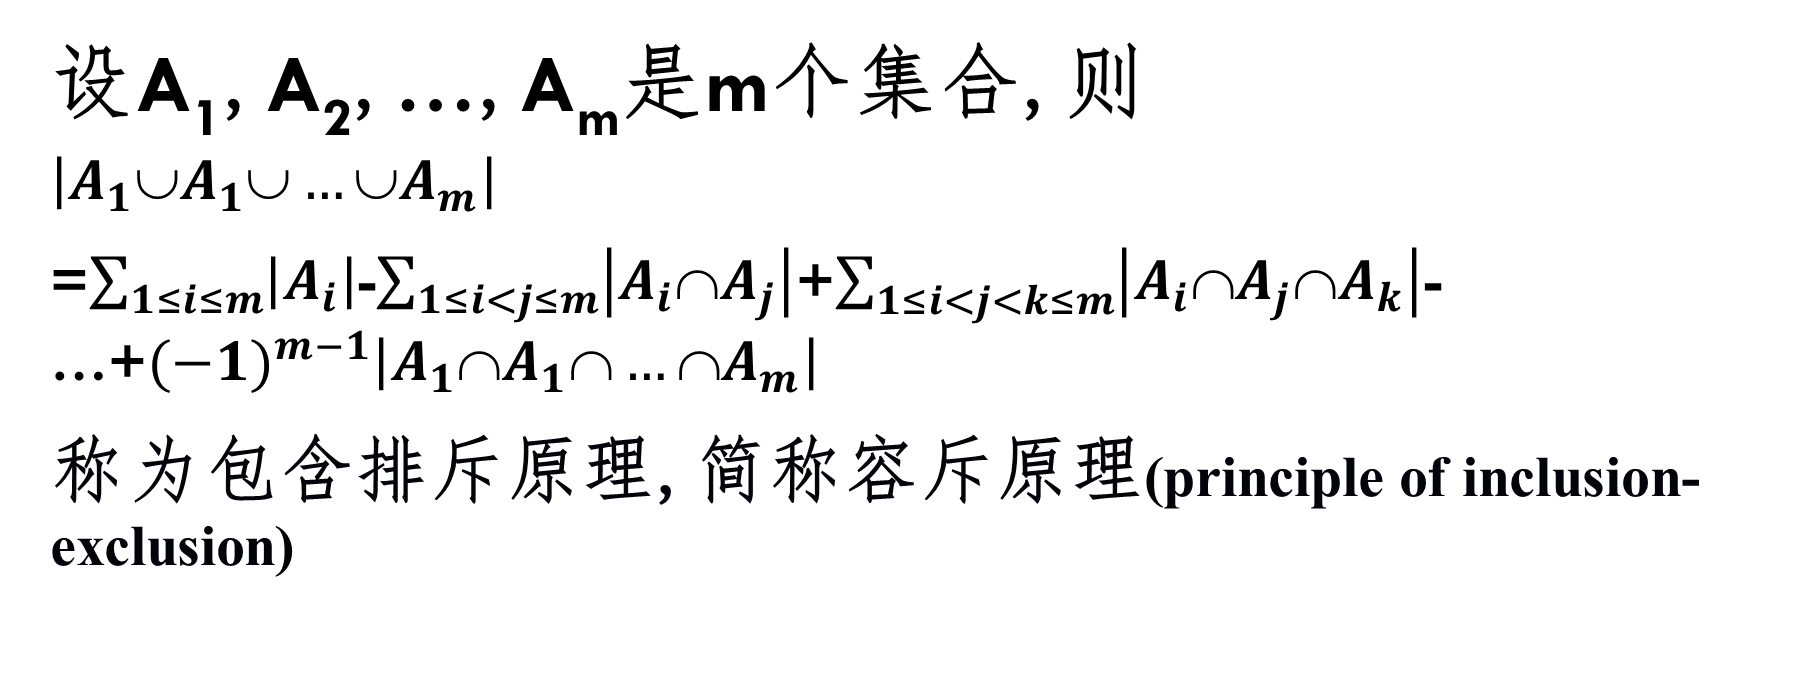 设A₁, A₂, …, Aₘ是m个集合, 则
|A₁∪A₁∪ … ∪Aₘ|
=∑₁≤ᵢ≤ₘ|Aᵢ|-∑₁≤ᵢ<ⱼ≤ₘ|Aᵢ∩Aⱼ|+∑₁≤ᵢ<ⱼ<ₖ≤ₘ|Aᵢ∩Aⱼ∩Aₖ|-
…+(−1)ᵐ⁻¹|A₁∩A₁∩ … ∩Aₘ|
称为包含排斥原理, 简称容斥原理(principle of inclusion-
exclusion)